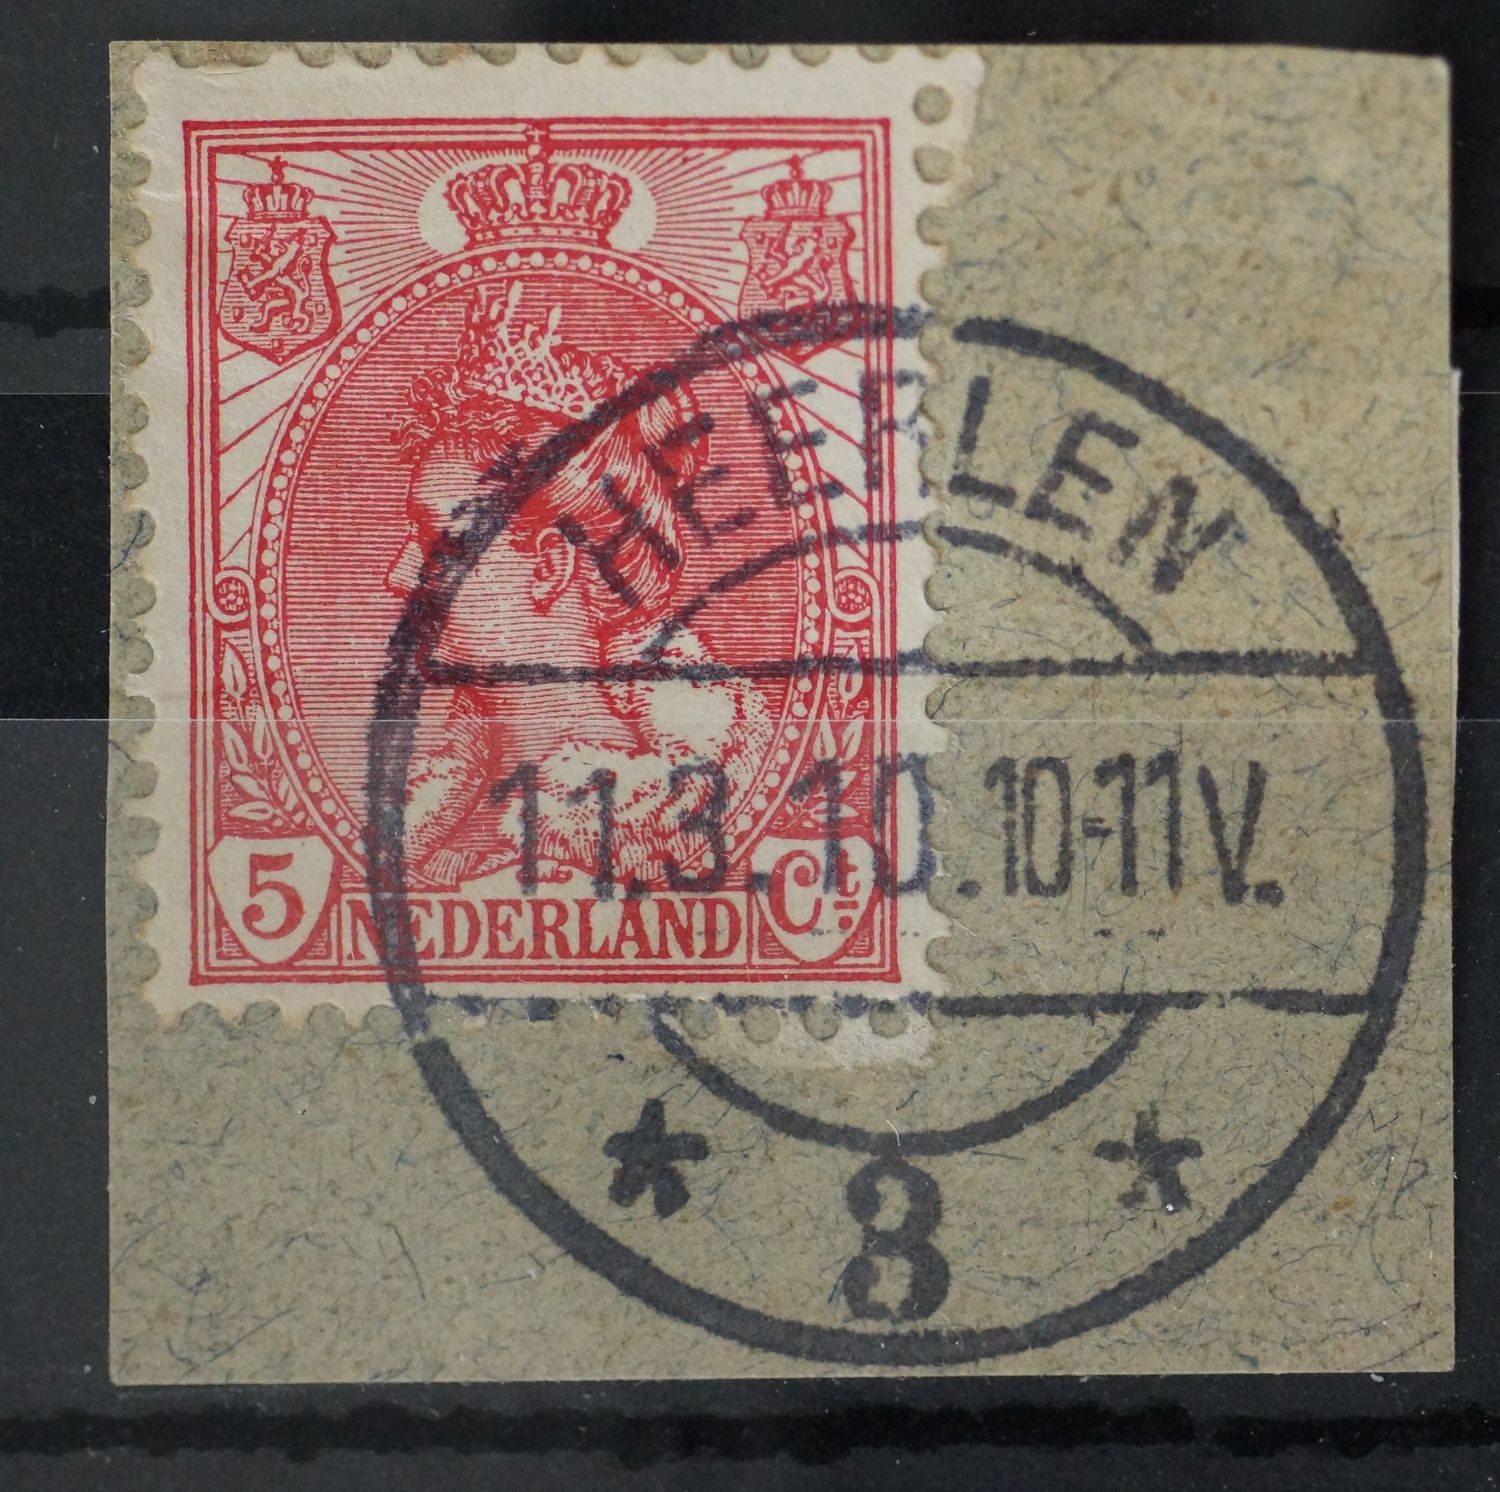 5 NEDERLAND Ct.
HEERLEN
11.3.10.10-11V.
* 3 *